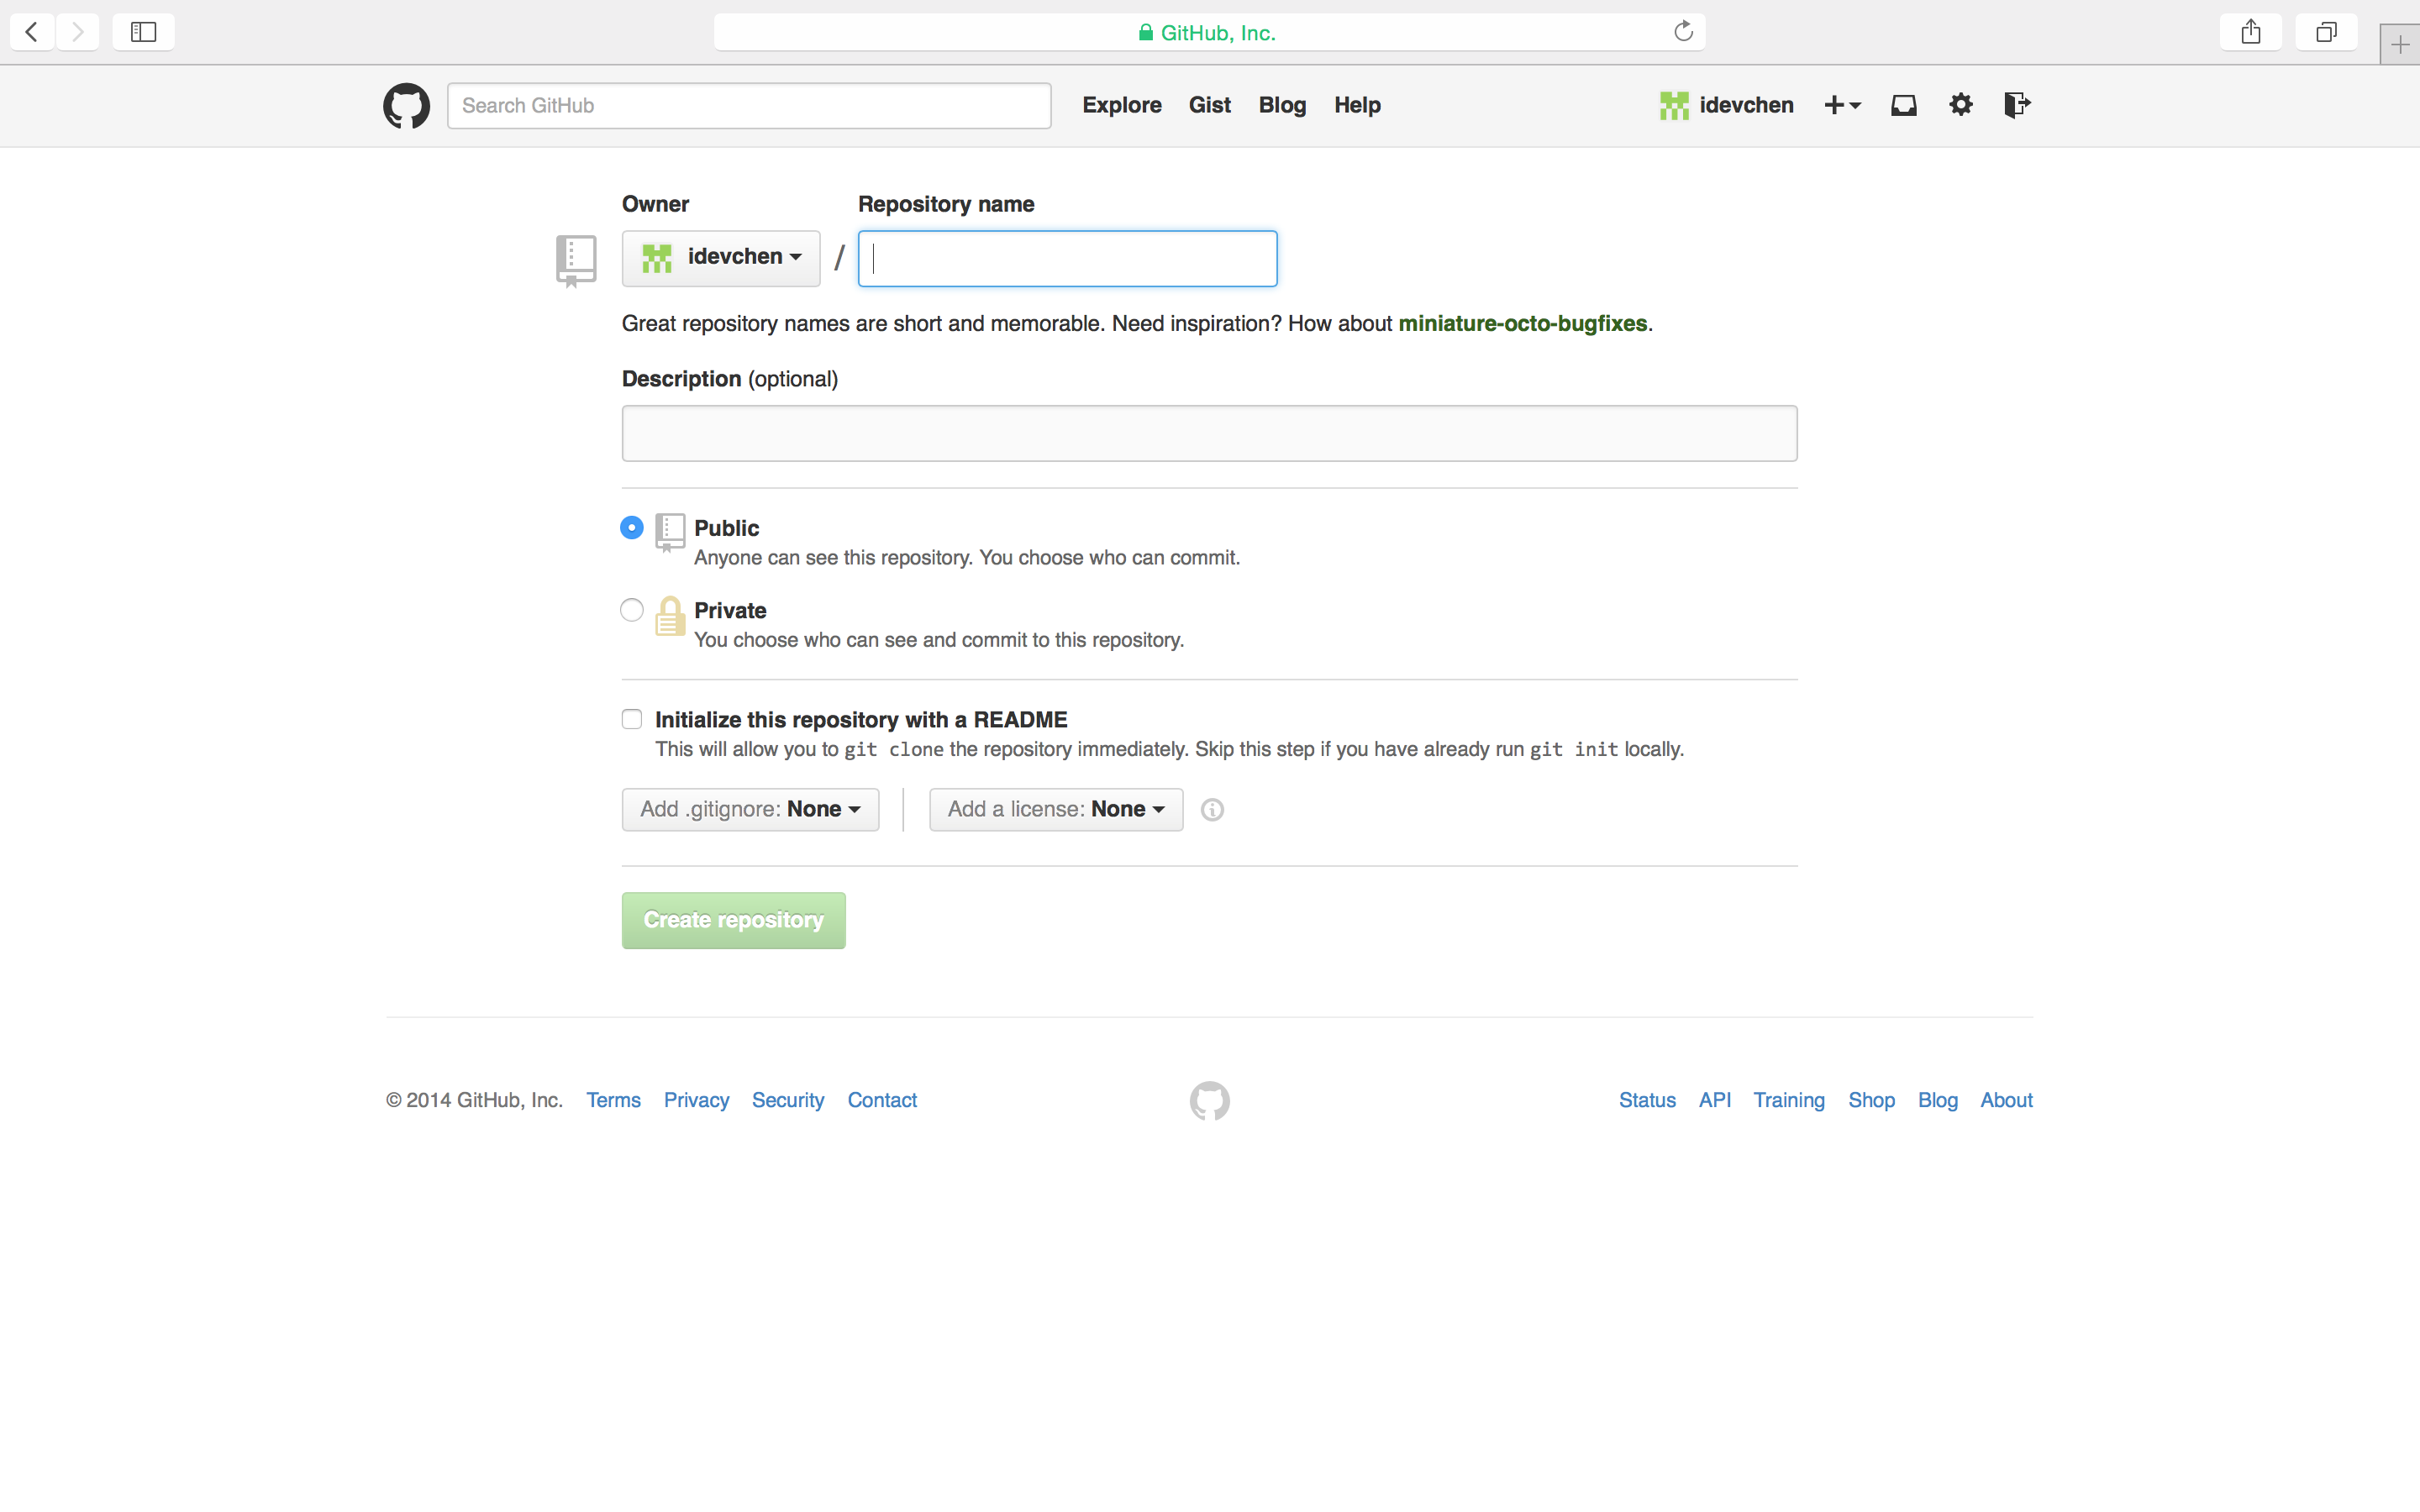 GitHub, Inc.
Search GitHub Explore Gist Blog Help idevchen
Owner Repository name
idevchen /
Great repository names are short and memorable. Need inspiration? How about miniature-octo-bugfixes.
Description (optional)
Public
Anyone can see this repository. You choose who can commit.
Private
You choose who can see and commit to this repository.
Initialize this repository with a README
This will allow you to git clone the repository immediately. Skip this step if you have already run git init locally.
Add .gitignore: None Add a license: None
Create repository
© 2014 GitHub, Inc. Terms Privacy Security Contact Status API Training Shop Blog About